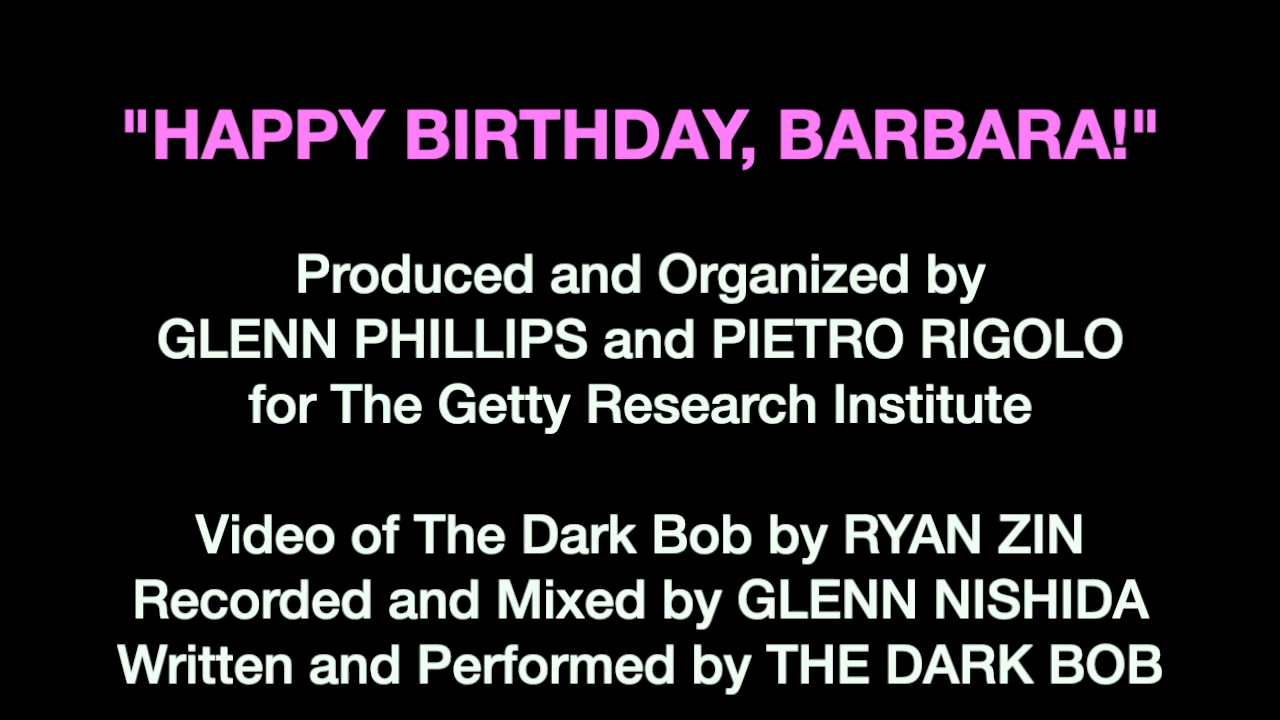 "HAPPY BIRTHDAY, BARBARA!"
Produced and Organized by
GLENN PHILLIPS and PIETRO RIGOLO
for The Getty Research Institute
Video of The Dark Bob by RYAN ZIN
Recorded and Mixed by GLENN NISHIDA
Written and Performed by THE DARK BOB